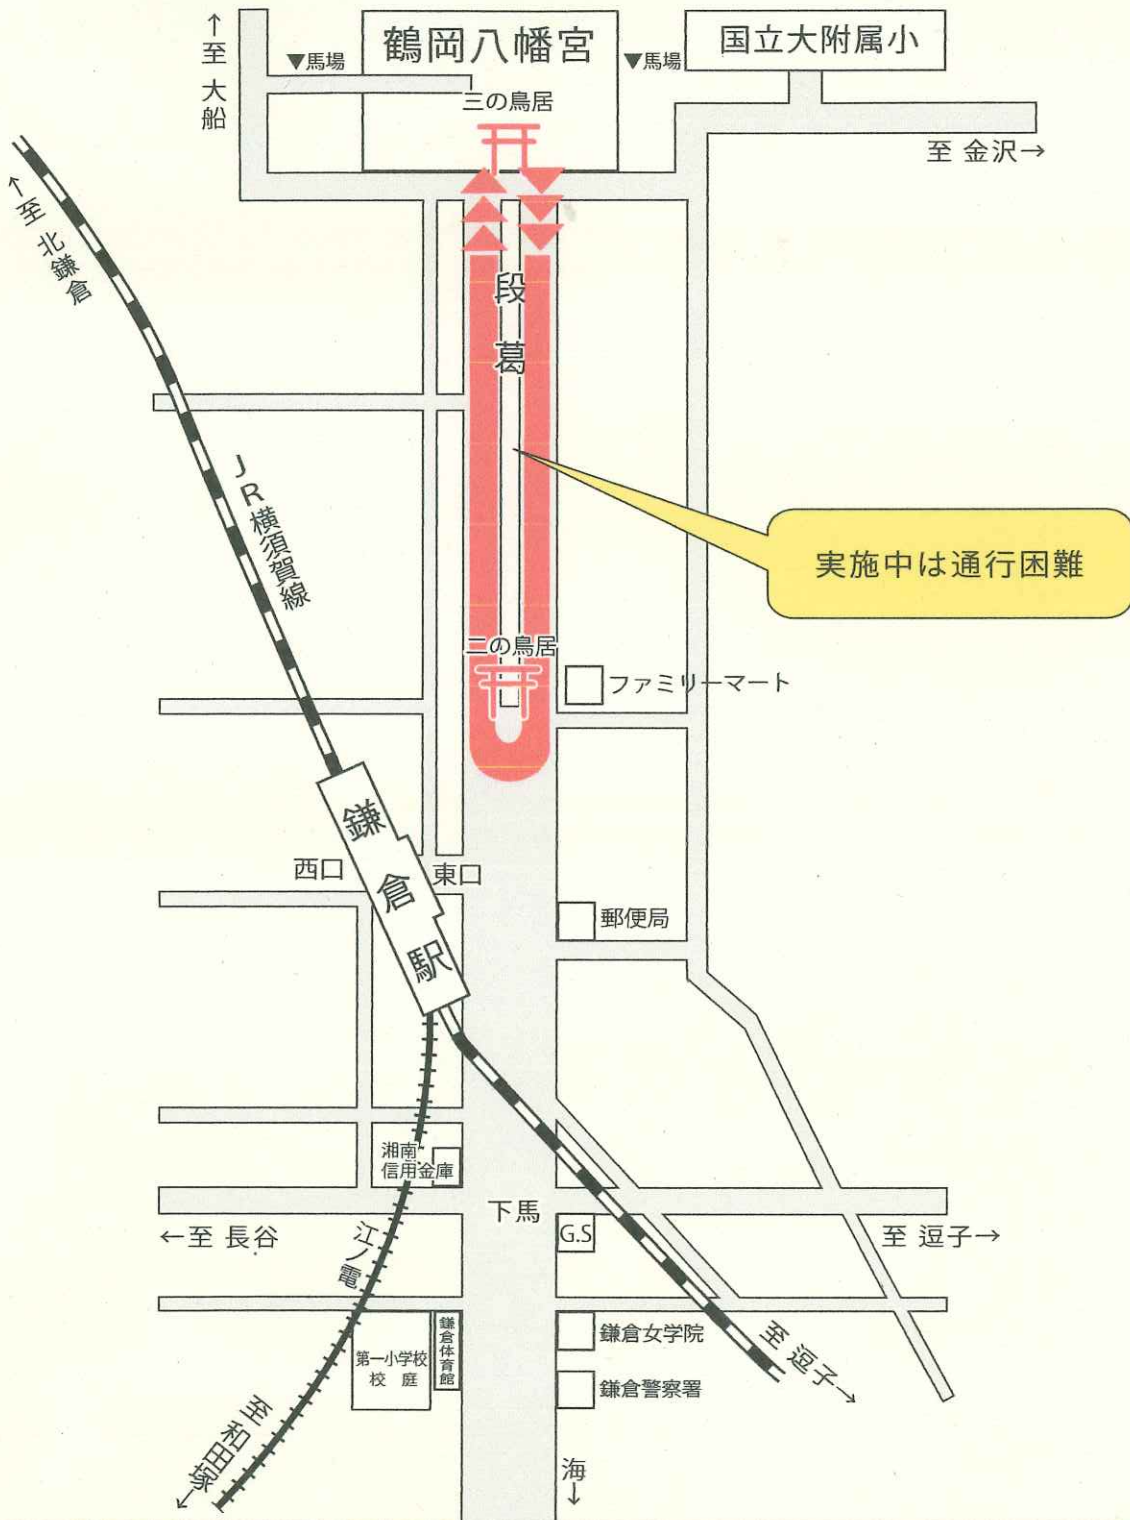 ↑至 大船
▼馬場
鶴岡八幡宮
▼馬場
国立大附属小
三の鳥居
至 金沢→
↑至 北鎌倉
段葛
JR横須賀線
実施中は通行困難
二の鳥居
ファミリーマート
鎌倉駅
西口
東口
郵便局
湘南
信用金庫
下馬
←至 長谷
G.S
至 逗子→
江ノ電
鎌倉体育館
第一小学校
校 庭
鎌倉女学院
至 逗子→
鎌倉警察署
至 和田塚→
海→